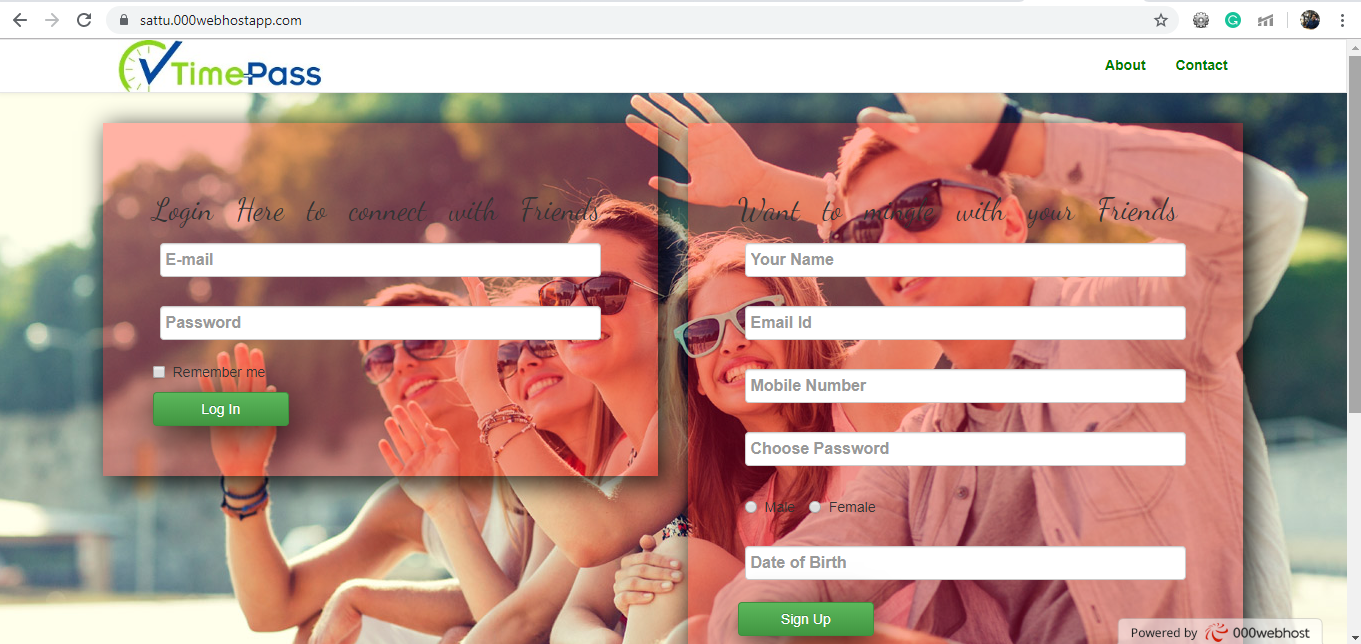 sattu.000webhostapp.com
TimePass
About
Contact
Login Here to connect with Friends
E-mail
Password
Remember me
Log In
Want to mingle with your Friends
Your Name
Email Id
Mobile Number
Choose Password
Male Female
Date of Birth
Sign Up
Powered by 000webhost